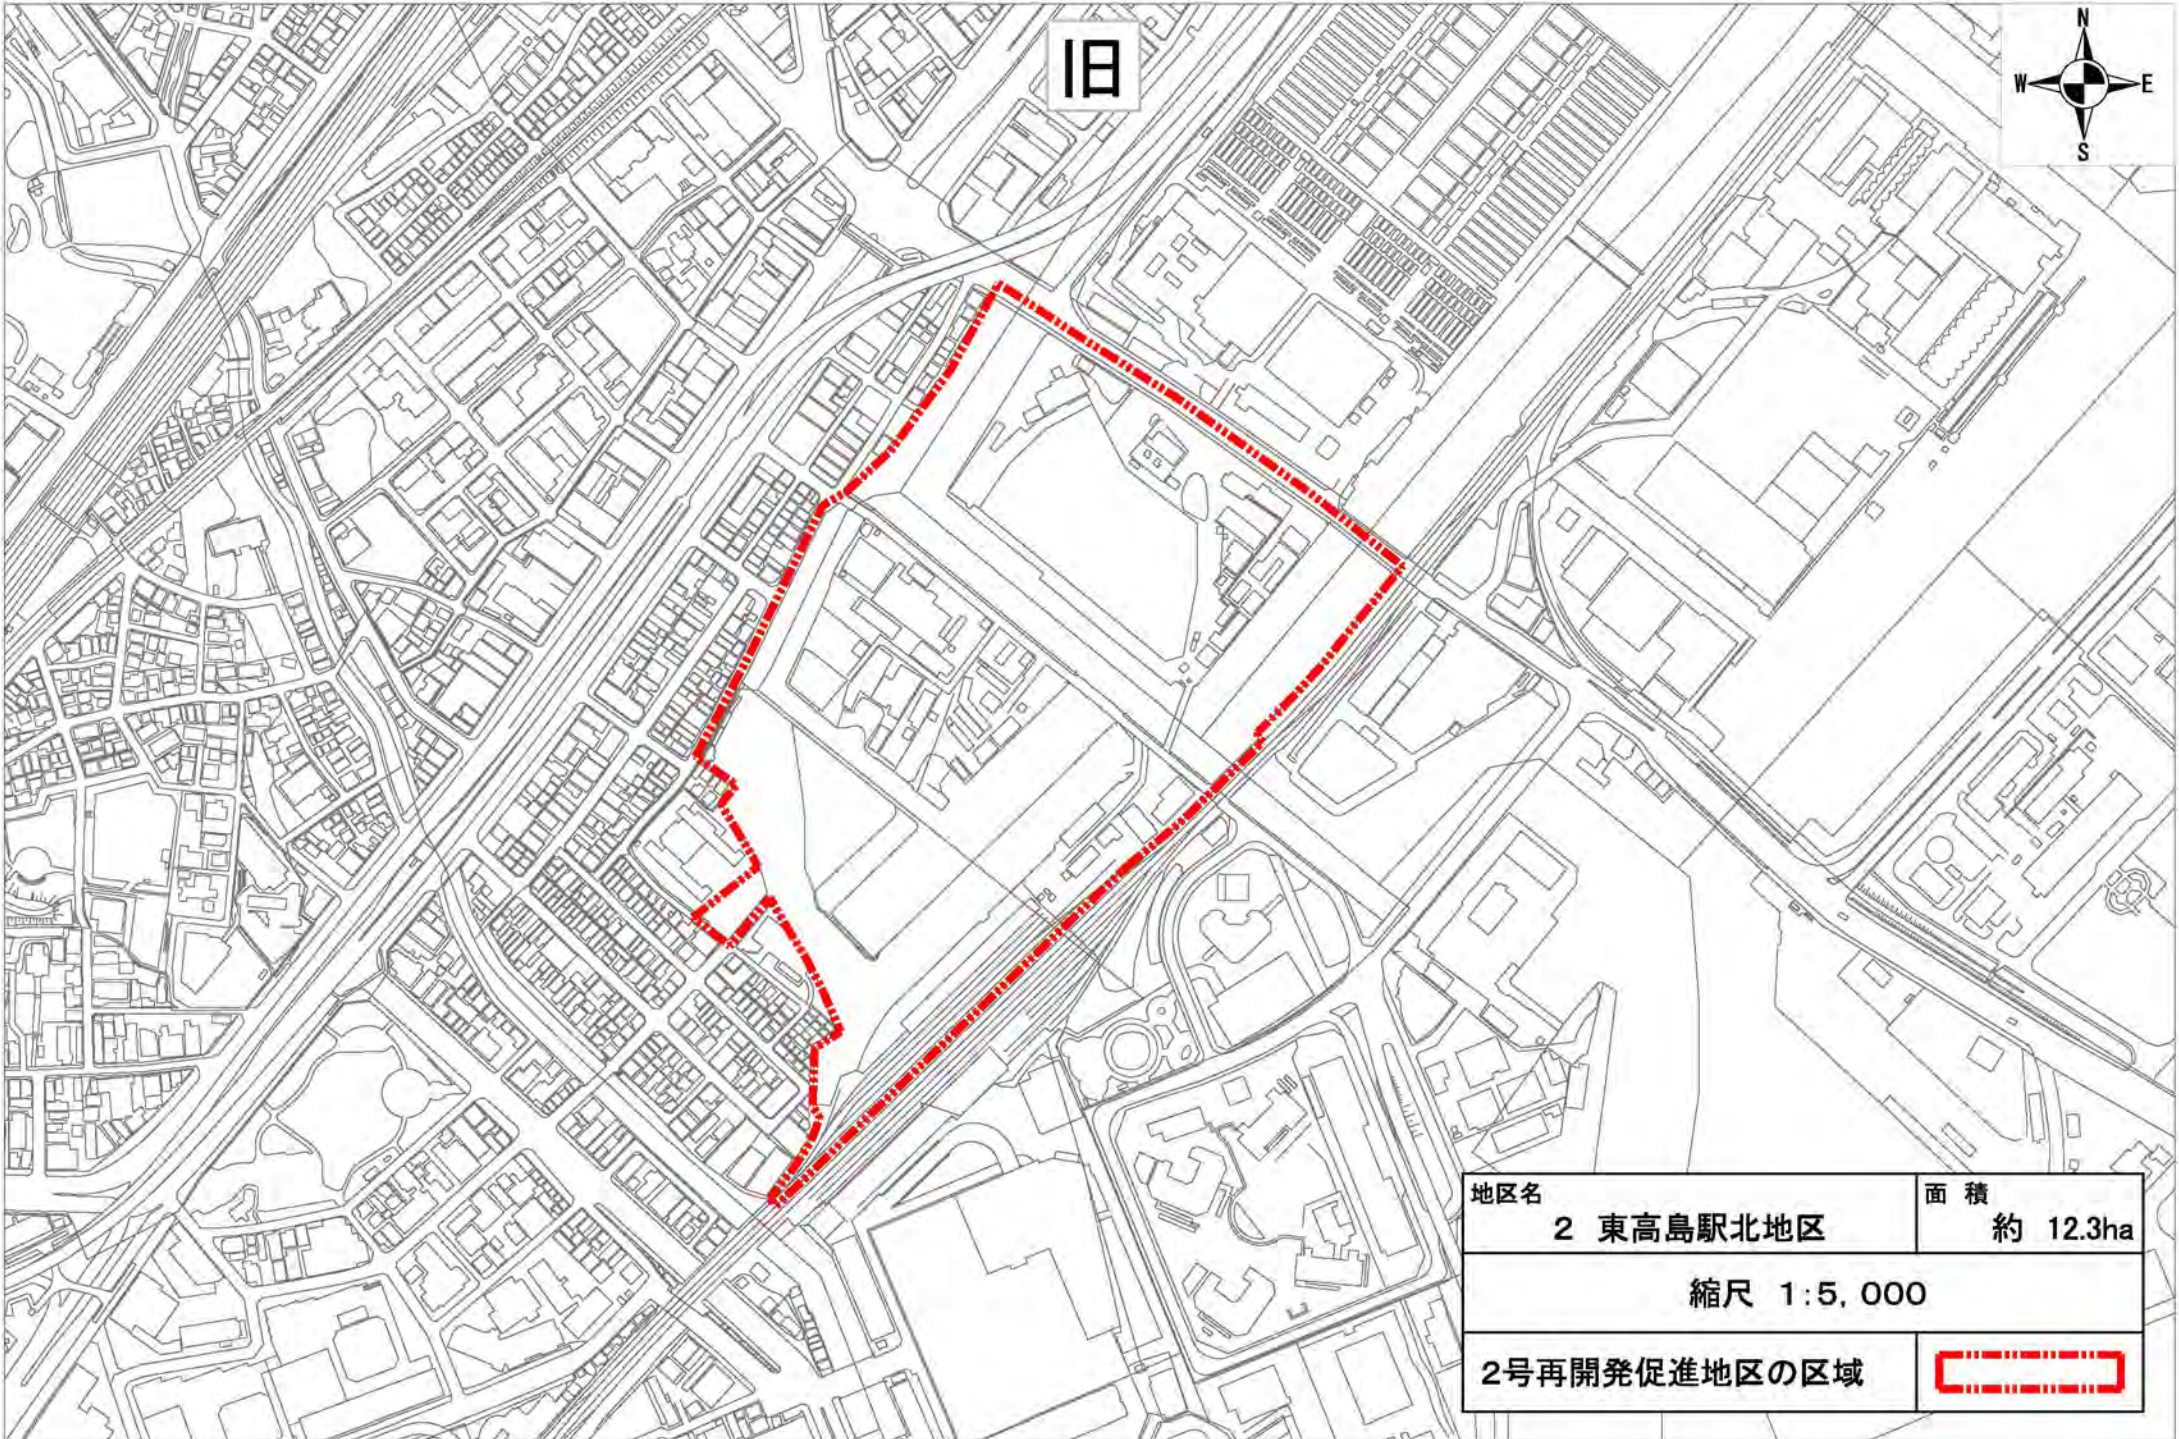 旧
N
W E
S
地区名
2 東高島駅北地区
面 積
約 12.3ha
縮尺 1:5,000
2号再開発促進地区の区域